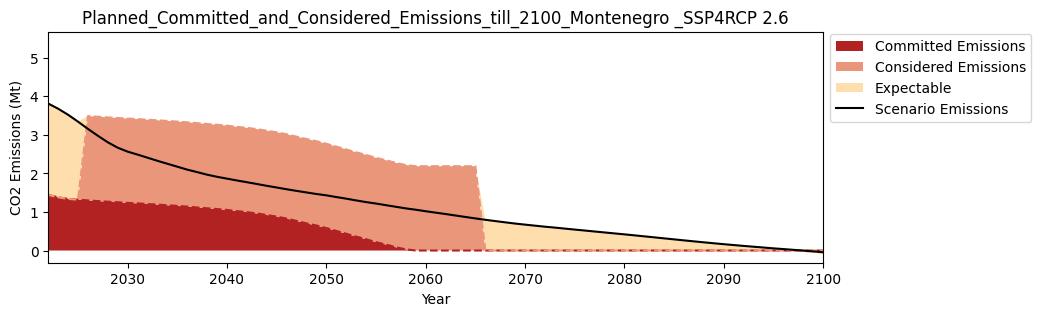 Planned_Committed_and_Considered_Emissions_till_2100_Montenegro _SSP4RCP 2.6
CO2 Emissions (Mt)
5
4
3
2
1
0
2030 2040 2050 2060 2070 2080 2090 2100
Year
Committed Emissions
Considered Emissions
Expectable
Scenario Emissions